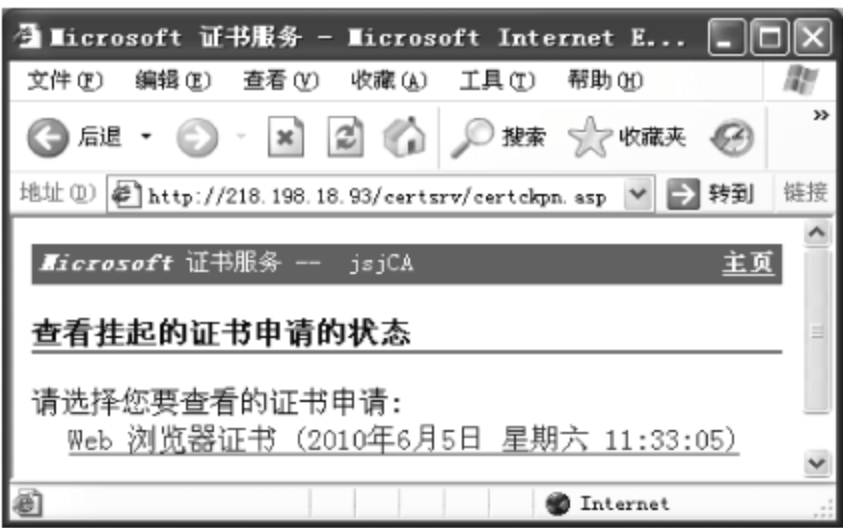 Microsoft 证书服务 - Microsoft Internet E...
文件(F) 编辑(E) 查看(V) 收藏(A) 工具(T) 帮助(H)
后退 搜索 收藏夹 »
地址(D) http://218.198.18.93/certsrv/certckpn.asp 转到 链接
Microsoft 证书服务 -- jsjCA 主页
查看挂起的证书申请的状态
请选择您要查看的证书申请:
Web 浏览器证书 (2010年6月5日 星期六 11:33:05)
Internet